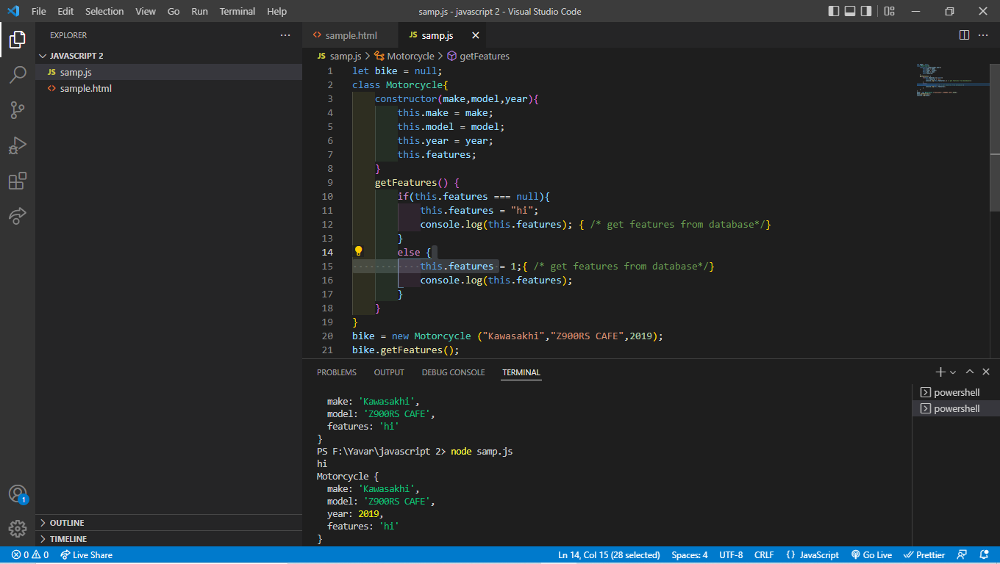 File Edit Selection View Go Run Terminal Help samp.js - javascript 2 - Visual Studio Code
EXPLORER ···
JAVASCRIPT 2
JS samp.js
<> sample.html
OUTLINE
TIMELINE
<> sample.html JS samp.js
JS samp.js > Motorcycle > getFeatures
1 let bike = null;
2 class Motorcycle{
3 constructor(make,model,year){
4 this.make = make;
5 this.model = model;
6 this.year = year;
7 this.features;
8 }
9 getFeatures() {
10 if(this.features === null){
11 this.features = "hi";
12 console.log(this.features); { /* get features from database*/}
13 }
14 else {
15 this.features = 1;{ /* get features from database*/}
16 console.log(this.features);
17 }
18 }
19 }
20 bike = new Motorcycle ("Kawasakhi","Z900RS CAFE",2019);
21 bike.getFeatures();
PROBLEMS OUTPUT DEBUG CONSOLE TERMINAL
make: 'Kawasakhi',
model: 'Z900RS CAFE',
features: 'hi'
}
PS F:\Yavar\javascript 2> node samp.js
hi
Motorcycle {
make: 'Kawasakhi',
model: 'Z900RS CAFE',
year: 2019,
features: 'hi'
}
powershell
powershell
1
0 0 Live Share Ln 14, Col 15 (28 selected) Spaces: 4 UTF-8 CRLF {} JavaScript Go Live Prettier